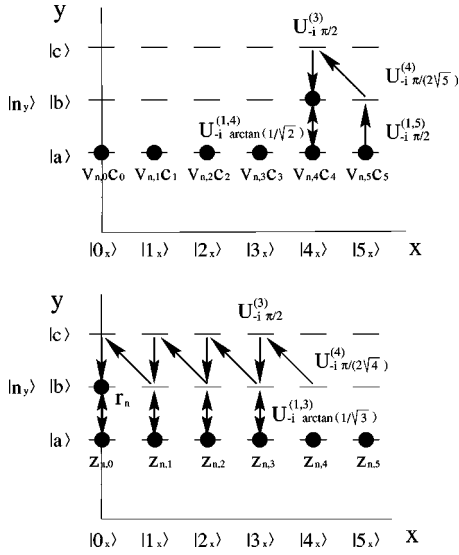 y
U^{(3)}_{-i π/2}
|c⟩
U^{(4)}_{-i π/(2√5)}
|n_y⟩ |b⟩
U^{(1,4)}_{-i arctan(1/√2)}
U^{(1,5)}_{-i π/2}
|a⟩
v_{n,0}c_0 v_{n,1}c_1 v_{n,2}c_2 v_{n,3}c_3 v_{n,4}c_4 v_{n,5}c_5
|0_x⟩ |1_x⟩ |2_x⟩ |3_x⟩ |4_x⟩ |5_x⟩
x
y
U^{(3)}_{-i π/2}
|c⟩
U^{(4)}_{-i π/(2√4)}
|n_y⟩ |b⟩
r_n
U^{(1,3)}_{-i arctan(1/√3)}
|a⟩
z_{n,0} z_{n,1} z_{n,2} z_{n,3} z_{n,4} z_{n,5}
|0_x⟩ |1_x⟩ |2_x⟩ |3_x⟩ |4_x⟩ |5_x⟩
x